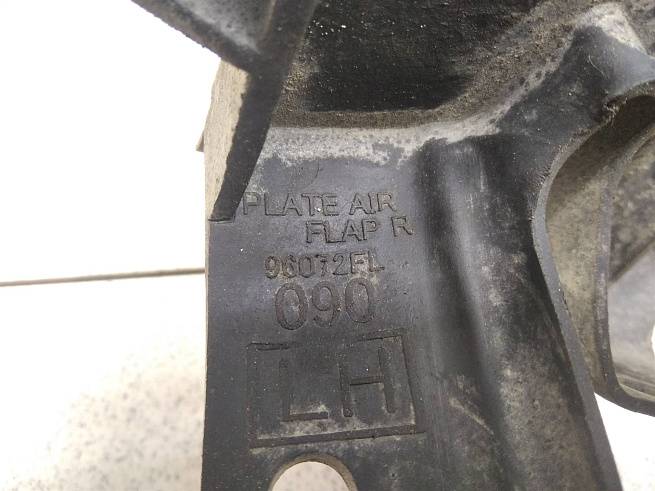 PLATE AIR
FLAP R
96072FL
090
LH